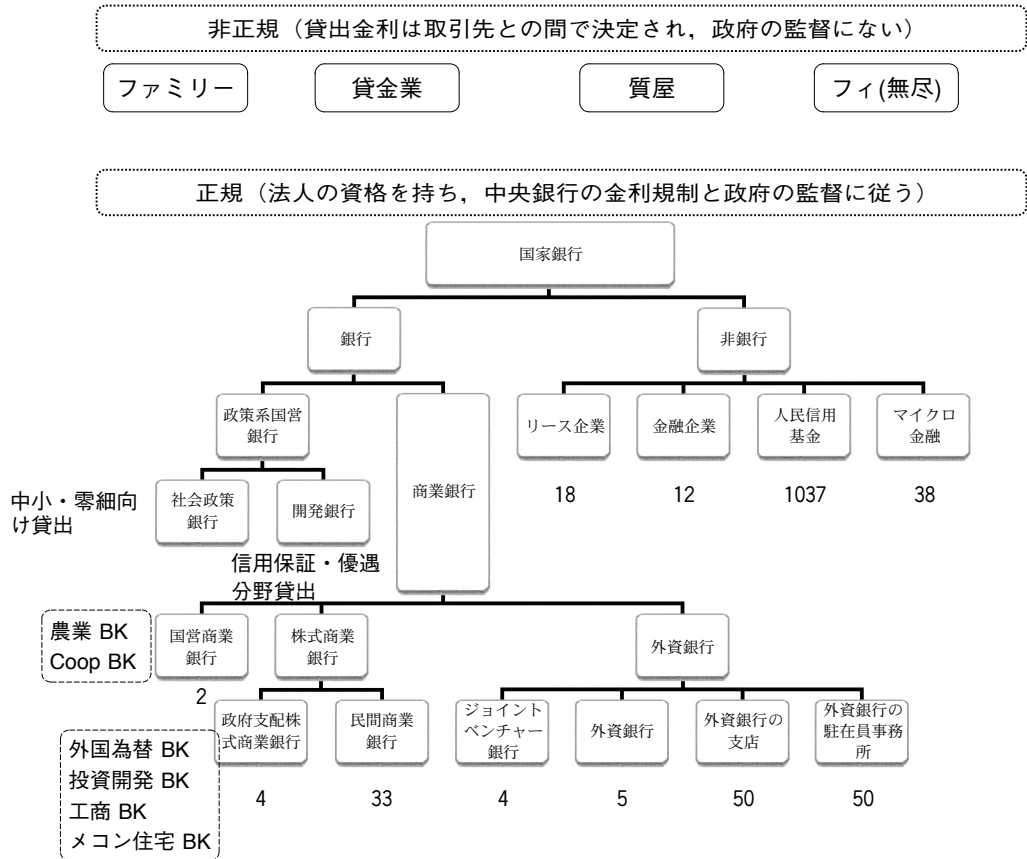 非正規(貸出金利は取引先との間で決定され,政府の監督にない)
ファミリー
貸金業
質屋
フィ(無尽)
正規(法人の資格を持ち,中央銀行の金利規制と政府の監督に従う)
国家銀行
銀行
非銀行
政策系国営
銀行
商業銀行
リース企業
金融企業
人民信用
基金
マイクロ
金融
18
12
1037
38
中小・零細向
け貸出
社会政策
銀行
開発銀行
信用保証・優遇
分野貸出
農業 BK
Coop BK
国営商業
銀行
株式商業
銀行
外資銀行
2
外国為替 BK
投資開発 BK
工商 BK
メコン住宅 BK
政府支配株
式商業銀行
民間商業
銀行
ジョイント
ベンチャー
銀行
外資銀行
外資銀行の
支店
外資銀行の
駐在員事務
所
4
33
4
5
50
50